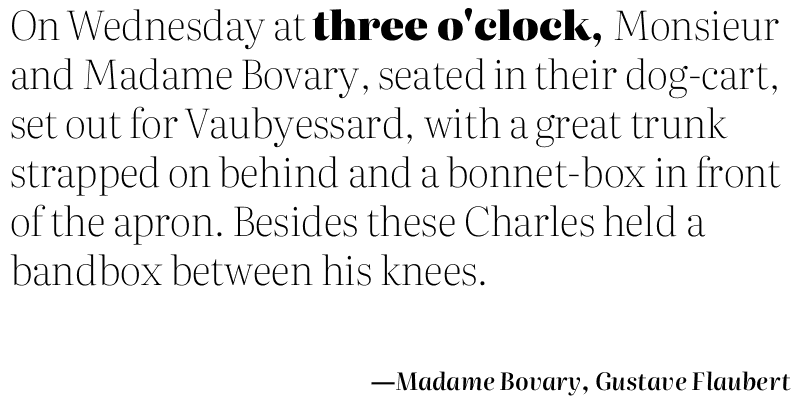 On Wednesday at three o'clock, Monsieur
and Madame Bovary, seated in their dog-cart,
set out for Vaubyessard, with a great trunk
strapped on behind and a bonnet-box in front
of the apron. Besides these Charles held a
bandbox between his knees.
—Madame Bovary, Gustave Flaubert